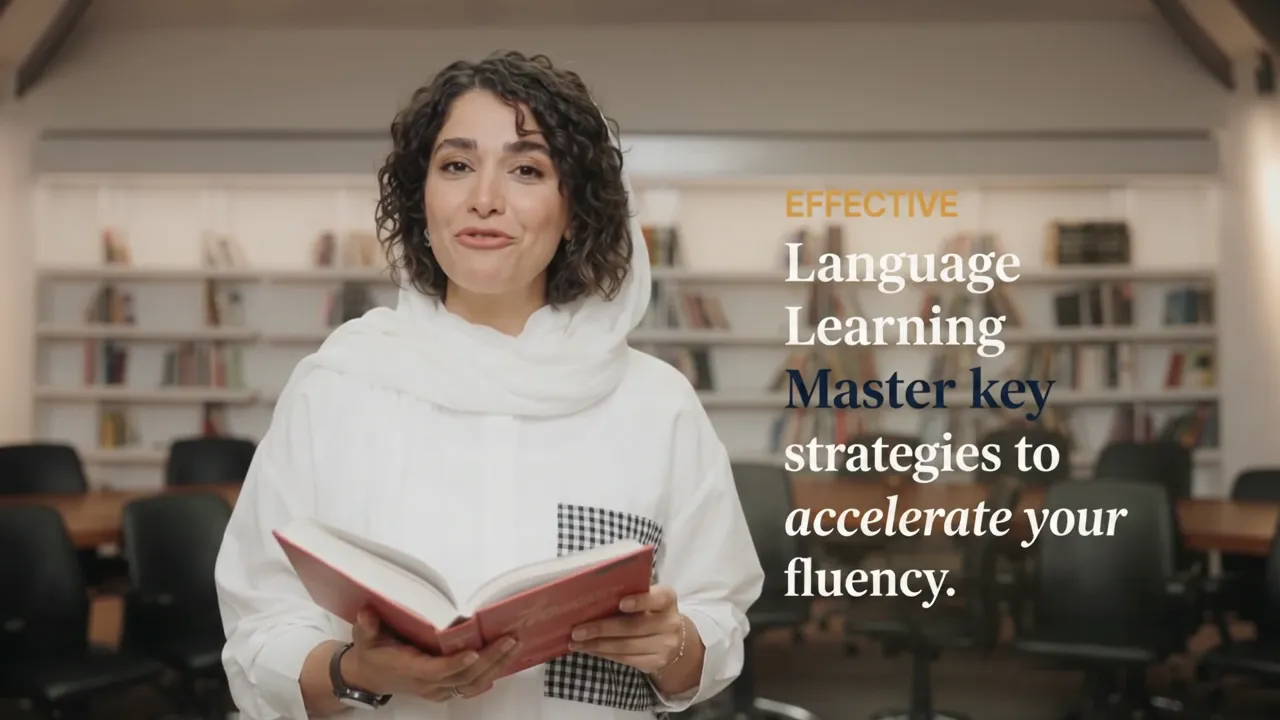 EFFECTIVE
Language
Learning
Master key
strategies to
accelerate your
fluency.